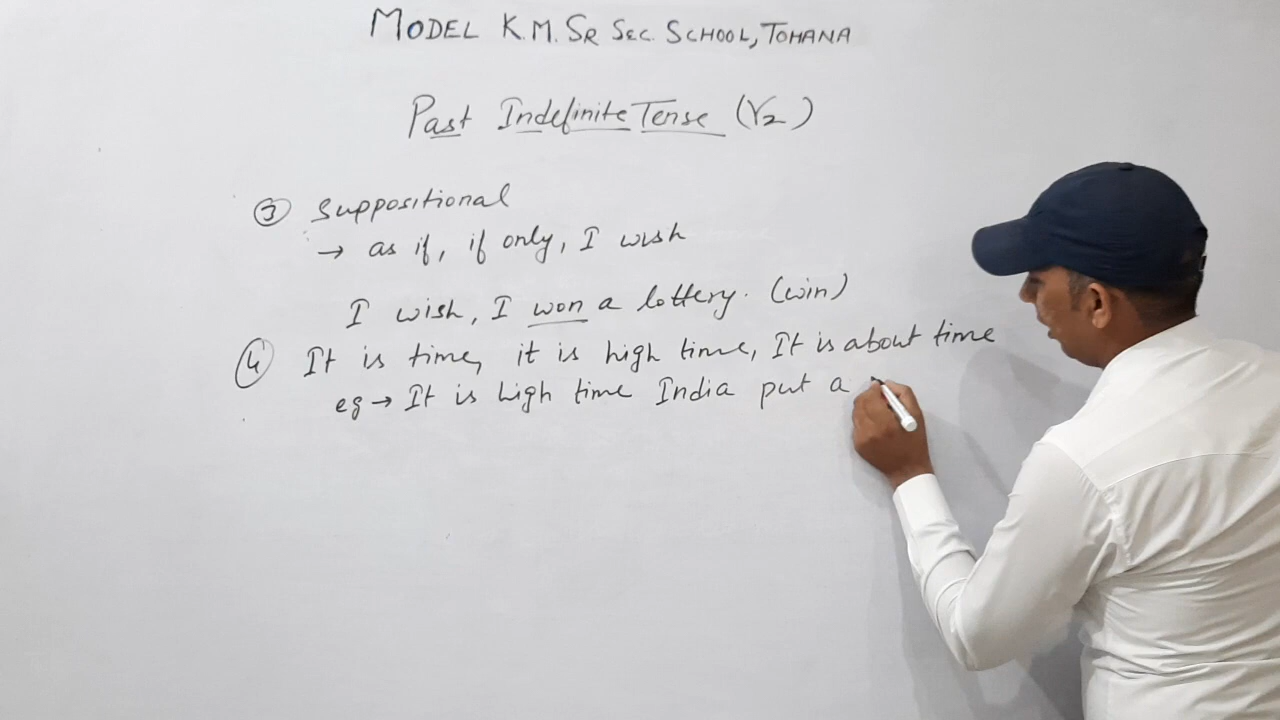 MODEL K.M. SR SEC. SCHOOL, TOHANA
Past Indefinite Tense (V2)
③ Suppositional
→ as if, if only, I wish
I wish, I won a lottery. (win)
④ It is time, it is high time, It is about time
eg → It is high time India put a